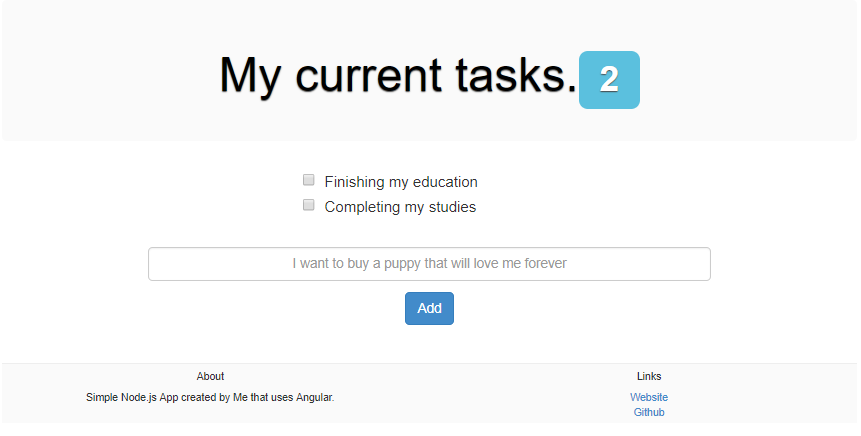 My current tasks. 2
Finishing my education
Completing my studies
I want to buy a puppy that will love me forever
Add
About
Simple Node.js App created by Me that uses Angular.
Links
Website
Github